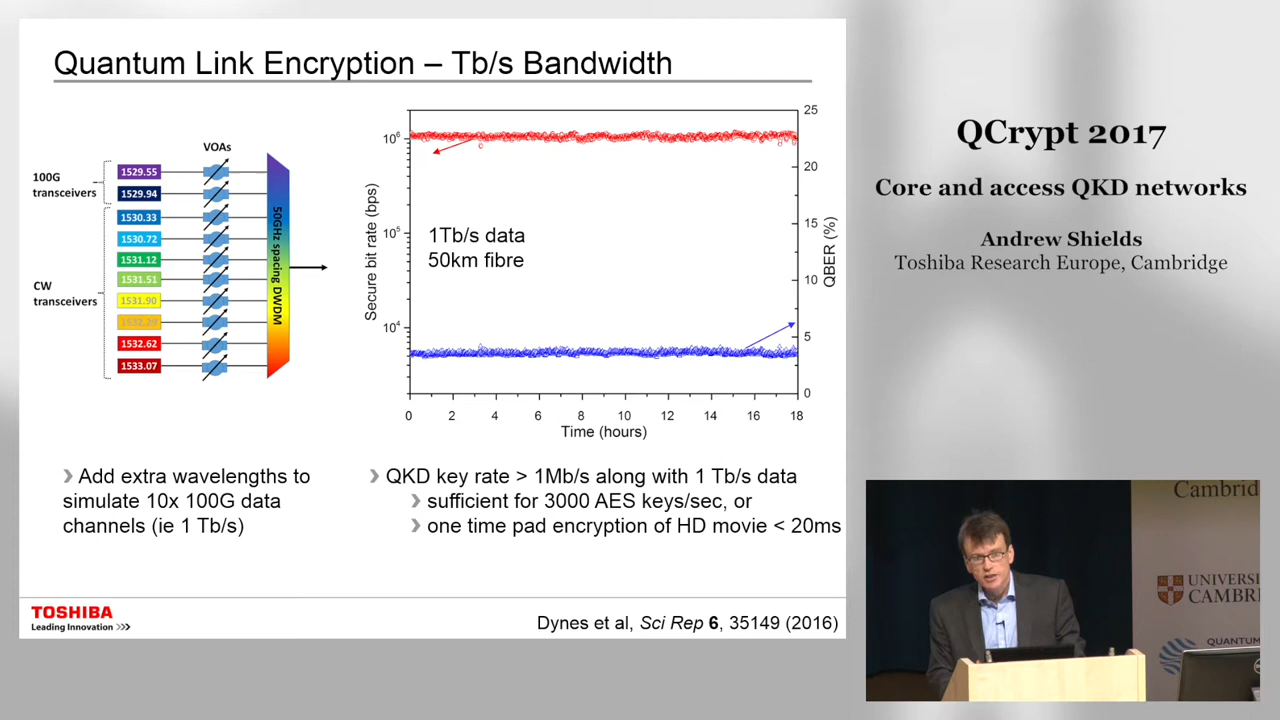 Quantum Link Encryption – Tb/s Bandwidth
VOAs
100G
transceivers
CW
transceivers
1529.55
1529.94
1530.33
1530.72
1531.12
1531.51
1531.90
1532.29
1532.62
1533.07
50GHz spacing DWDM
Secure bit rate (bps)
10⁶
10⁵
10⁴
1Tb/s data
50km fibre
25
20
15
10
5
0
QBER (%)
0 2 4 6 8 10 12 14 16 18
Time (hours)
❯ Add extra wavelengths to
simulate 10x 100G data
channels (ie 1 Tb/s)
❯ QKD key rate > 1Mb/s along with 1 Tb/s data
❯ sufficient for 3000 AES keys/sec, or
❯ one time pad encryption of HD movie < 20ms
TOSHIBA
Leading Innovation ❯❯❯
Dynes et al, Sci Rep 6, 35149 (2016)
QCrypt 2017
Core and access QKD networks
Andrew Shields
Toshiba Research Europe, Cambridge
Cambrid
UNIVERSI
CAMBRI
QUANTUM